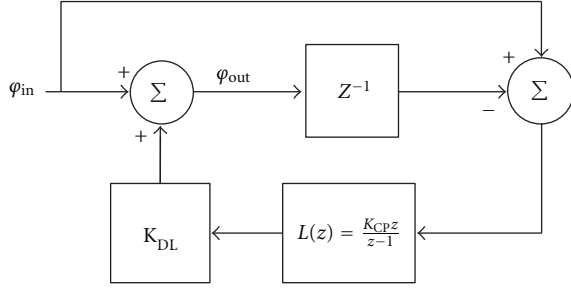 +
φin
+
Σ
φout
Z−1
−
Σ
+
KDL
L(z) = KCPz / z−1